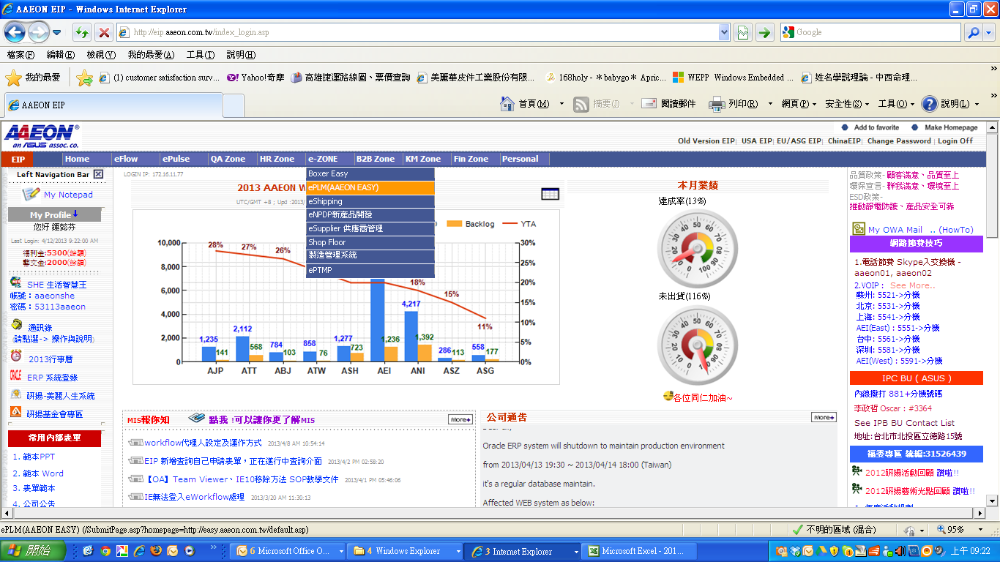 AAEON EIP - Windows Internet Explorer
http://eip.aaeon.com.tw/index_login.asp
Google
檔案(F) 編輯(E) 檢視(V) 我的最愛(A) 工具(T) 說明(H)
我的最愛 (1) customer satisfaction surv... Yahoo!奇摩 高雄捷運路線圖、票價查詢 美麗華皮件工業股份有限... 168holy - ＊babygo＊ Apric... WEPP Windows Embedded ... 姓名學說理論 - 中西命理...
AAEON EIP
首頁(M) 摘要(J) 閱讀郵件 列印(R) 網頁(P) 安全性(S) 工具(O) 說明(L)
AAEON®
an ASUS assoc. co.
Add to favorite Make Homepage
Old Version EIP| USA EIP| EU/ASG EIP| ChinaEIP| Change Password | Login Off
EIP Home eFlow ePulse QA Zone HR Zone e-ZONE B2B Zone KM Zone Fin Zone Personal
Left Navigation Bar
My Notepad
My Profile
您好
Last Login: 4/12/2013 9:22:00 AM
福利金:5300(餘額)
藝文金:2000(餘額)
SHE 生活智慧王
帳號：aaeonshe
密碼：53113aaeon
通訊錄
(請點選-> 操作與說明)
2013行事曆
ORACLE ERP 系統登錄
研揚-美麗人生系統
研揚基金會專區
常用內部表單
1. 範本PPT
2. 範本 Word
3. 表單範本
4. 公司公告
AAEON EIP 2005
LOGIN IP: 172.16.11.77
2013 AAEON W
UTC/GMT +8 ; Upd :2013/
Boxer Easy
ePLM(AAEON EASY)
eShipping
eNPDP新產品開發
eSupplier 供應商管理
Shop Floor
製造管理系統
ePTMP
Backlog YTA
10,000
8,000
6,000
4,000
2,000
0
30%
25%
20%
15%
10%
5%
0%
28% 27% 26% 18% 15% 11%
1,235 141 2,112 568 784 103 858 76 1,277 723 1,236 4,217 1,392 286 113 558 177
AJP ATT ABJ ATW ASH AEI ANI ASZ ASG
本月業績
達成率(13%)
0 10 20 30 40 50 60 70 80 90 100
未出貨(116%)
0 10 20 30 40 50 60 70 80 90 100
各位同仁加油~
MIS報你知 點我 !可以讓你更了解MIS More+
workflow代理人設定及運作方式 2013/4/8 AM 10:54:14
EIP 新增查詢自己申請表單，正在進行中查詢介面 2013/4/2 PM 02:58:20
【OA】Team Viewer、IE10移除方法 SOP教學文件 2013/4/1 PM 05:46:06
IE無法登入eWorkflow處理 2013/3/20 AM 11:30:13
公司通告 More+
Oracle ERP system will shutdown to maintain production environment
from 2013/04/13 19:30 ~ 2013/04/14 18:00 (Taiwan)
it's a regular database maintain.
Affected WEB system as below:
品質政策- 顧客滿意、品質至上
環保宣言- 群我滿意、環境至上
ESD政策-
推動靜電防護、產品安全可靠
My OWA Mail .. (HowTo)
網路節費技巧
1.電話節費 Skype入交換機 -
aaeon01, aaeon02
2.VOIP： See More..
蘇州: 5521->分機
北京: 5531->分機
上海: 5541->分機
AEI(East) : 5551->分機
台中: 5561->分機
深圳: 5581->分機
AEI(West) : 5591->分機
IPC BU ( ASUS )
內線撥打 881+分機號碼
李政哲 Oscar : #3364
See IPB BU Contact List
地址:台北市北投區立德路15號
福委專區 統編:31526439
2012研揚活動回顧 讚啦!!
2012研揚藝術光點回顧 讚啦!!
ePLM(AAEON EASY) (/SubmitPage.asp?homepage=http://easy.aaeon.com.tw/default.asp)
不明的區域 (混合)
95%
開始
6 Microsoft Office O... 4 Windows Explorer 3 Internet Explorer Microsoft Excel - 201...
上午 09:22